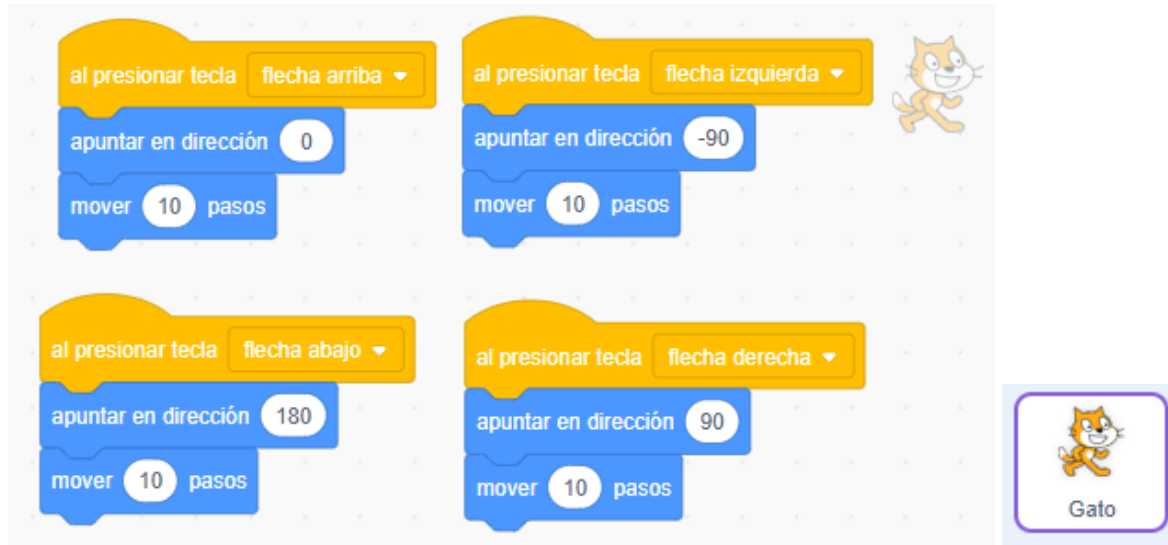 al presionar tecla flecha arriba
apuntar en dirección 0
mover 10 pasos
al presionar tecla flecha izquierda
apuntar en dirección -90
mover 10 pasos
al presionar tecla flecha abajo
apuntar en dirección 180
mover 10 pasos
al presionar tecla flecha derecha
apuntar en dirección 90
mover 10 pasos
Gato